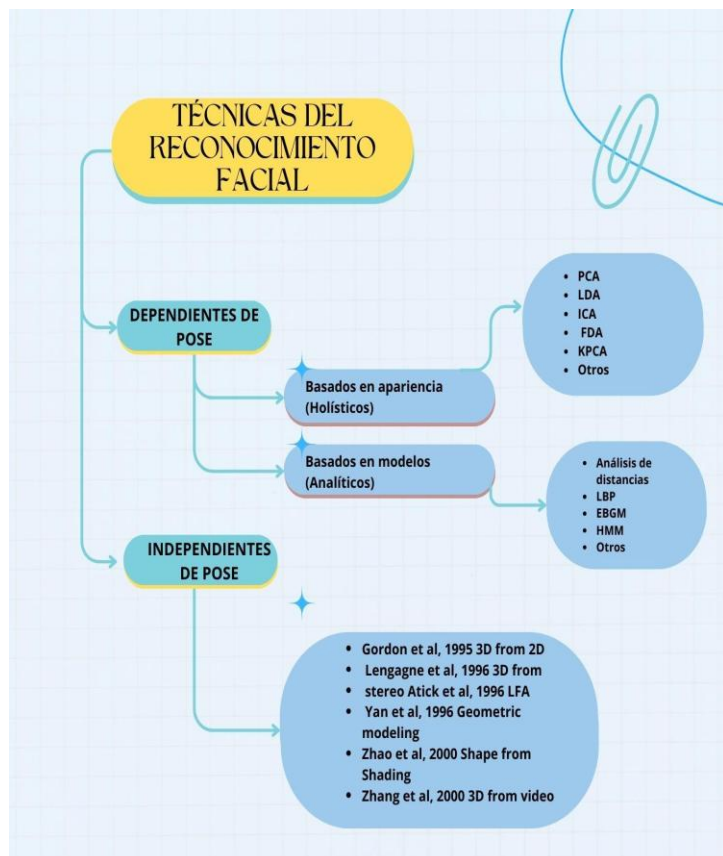 TÉCNICAS DEL
RECONOCIMIENTO
FACIAL
DEPENDIENTES DE
POSE
Basados en apariencia
(Holísticos)
• PCA
• LDA
• ICA
• FDA
• KPCA
• Otros
Basados en modelos
(Analíticos)
• Análisis de
distancias
• LBP
• EBGM
• HMM
• Otros
INDEPENDIENTES
DE POSE
• Gordon et al, 1995 3D from 2D
• Lengagne et al, 1996 3D from
• stereo Atick et al, 1996 LFA
• Yan et al, 1996 Geometric
modeling
• Zhao et al, 2000 Shape from
Shading
• Zhang et al, 2000 3D from video